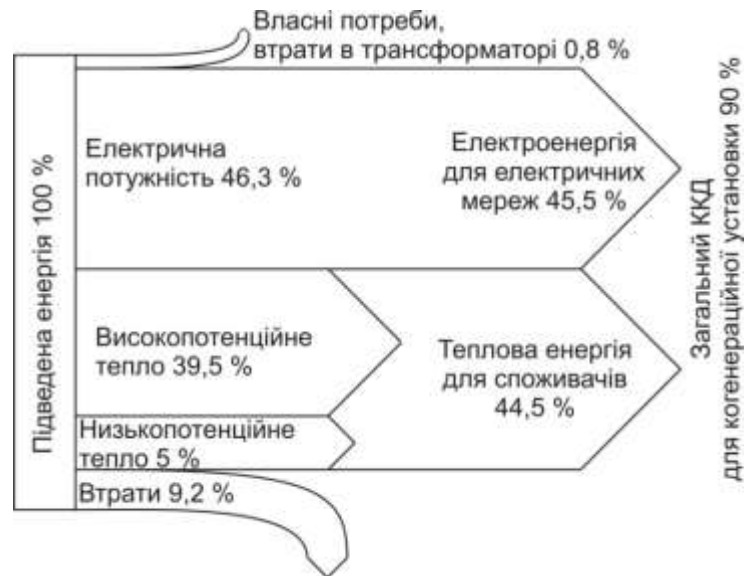 Власні потреби,
втрати в трансформаторі 0,8 %
Підведена енергія 100 %
Електрична
потужність 46,3 %
Електроенергія
для електричних
мереж 45,5 %
Високопотенційне
тепло 39,5 %
Теплова енергія
для споживачів
44,5 %
Низькопотенційне
тепло 5 %
Втрати 9,2 %
Загальний ККД
для когенераційної установки 90 %